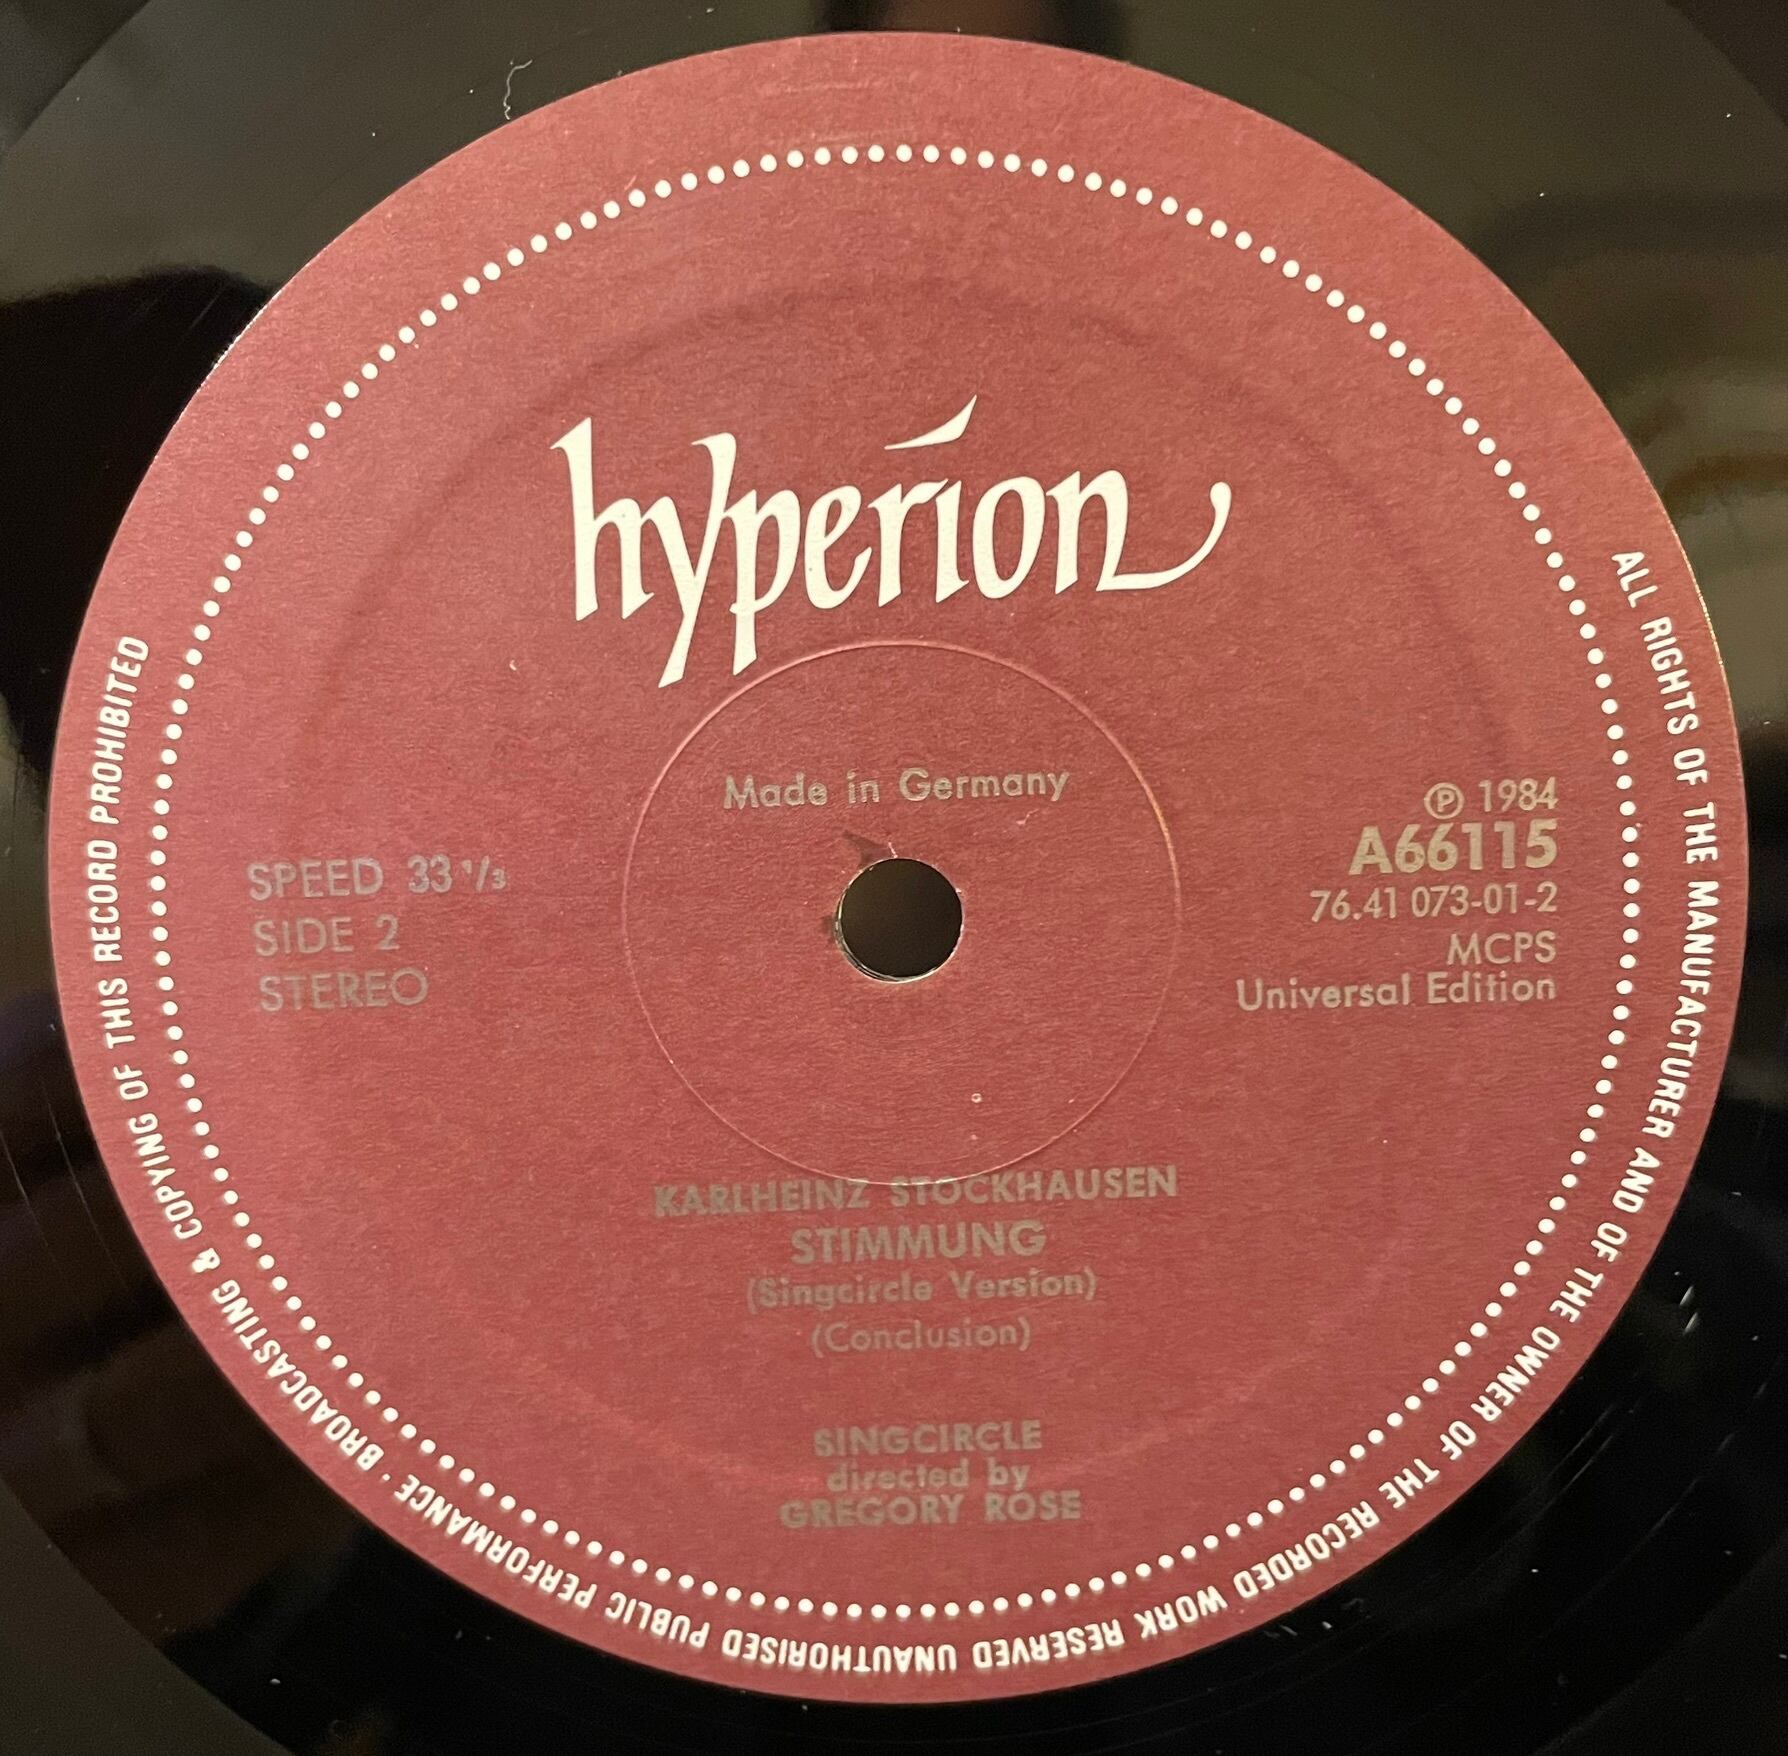 hyperion
Made in Germany
SPEED 33 1/3
SIDE 2
STEREO
℗ 1984
A66115
76.41 073-01-2
MCPS
Universal Edition
KARLHEINZ STOCKHAUSEN
STIMMUNG
(Singcircle Version)
(Conclusion)
SINGCIRCLE
directed by
GREGORY ROSE
ALL RIGHTS OF THE MANUFACTURER AND OF THE OWNER OF THE RECORDED WORK RESERVED UNAUTHORISED PUBLIC PERFORMANCE · BROADCASTING & COPYING OF THIS RECORD PROHIBITED